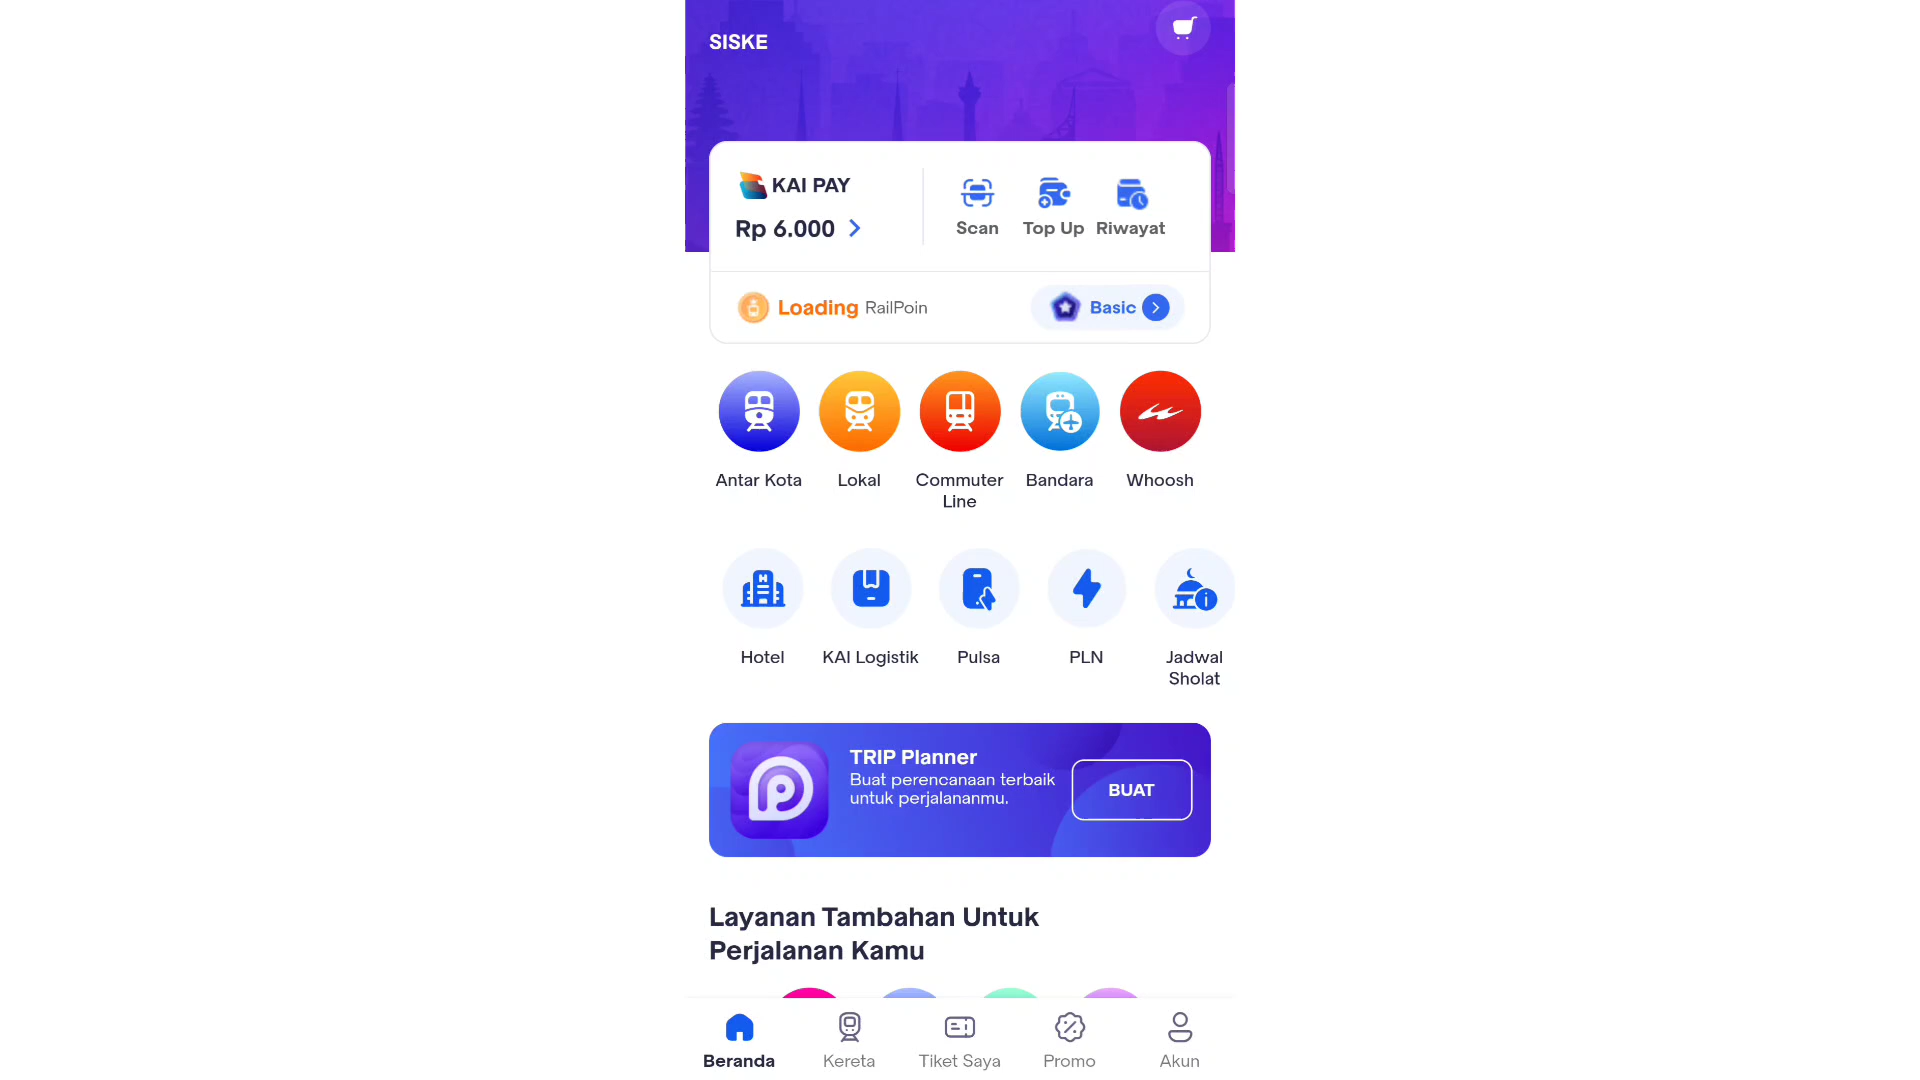 SISKE
KAI PAY
Rp 6.000
Scan
Top Up
Riwayat
Loading RailPoin
Basic
Antar Kota
Lokal
Commuter
Line
Bandara
Whoosh
Hotel
KAI Logistik
Pulsa
PLN
Jadwal
Sholat
TRIP Planner
Buat perencanaan terbaik
untuk perjalananmu.
BUAT
Layanan Tambahan Untuk
Perjalanan Kamu
Beranda
Kereta
Tiket Saya
Promo
Akun